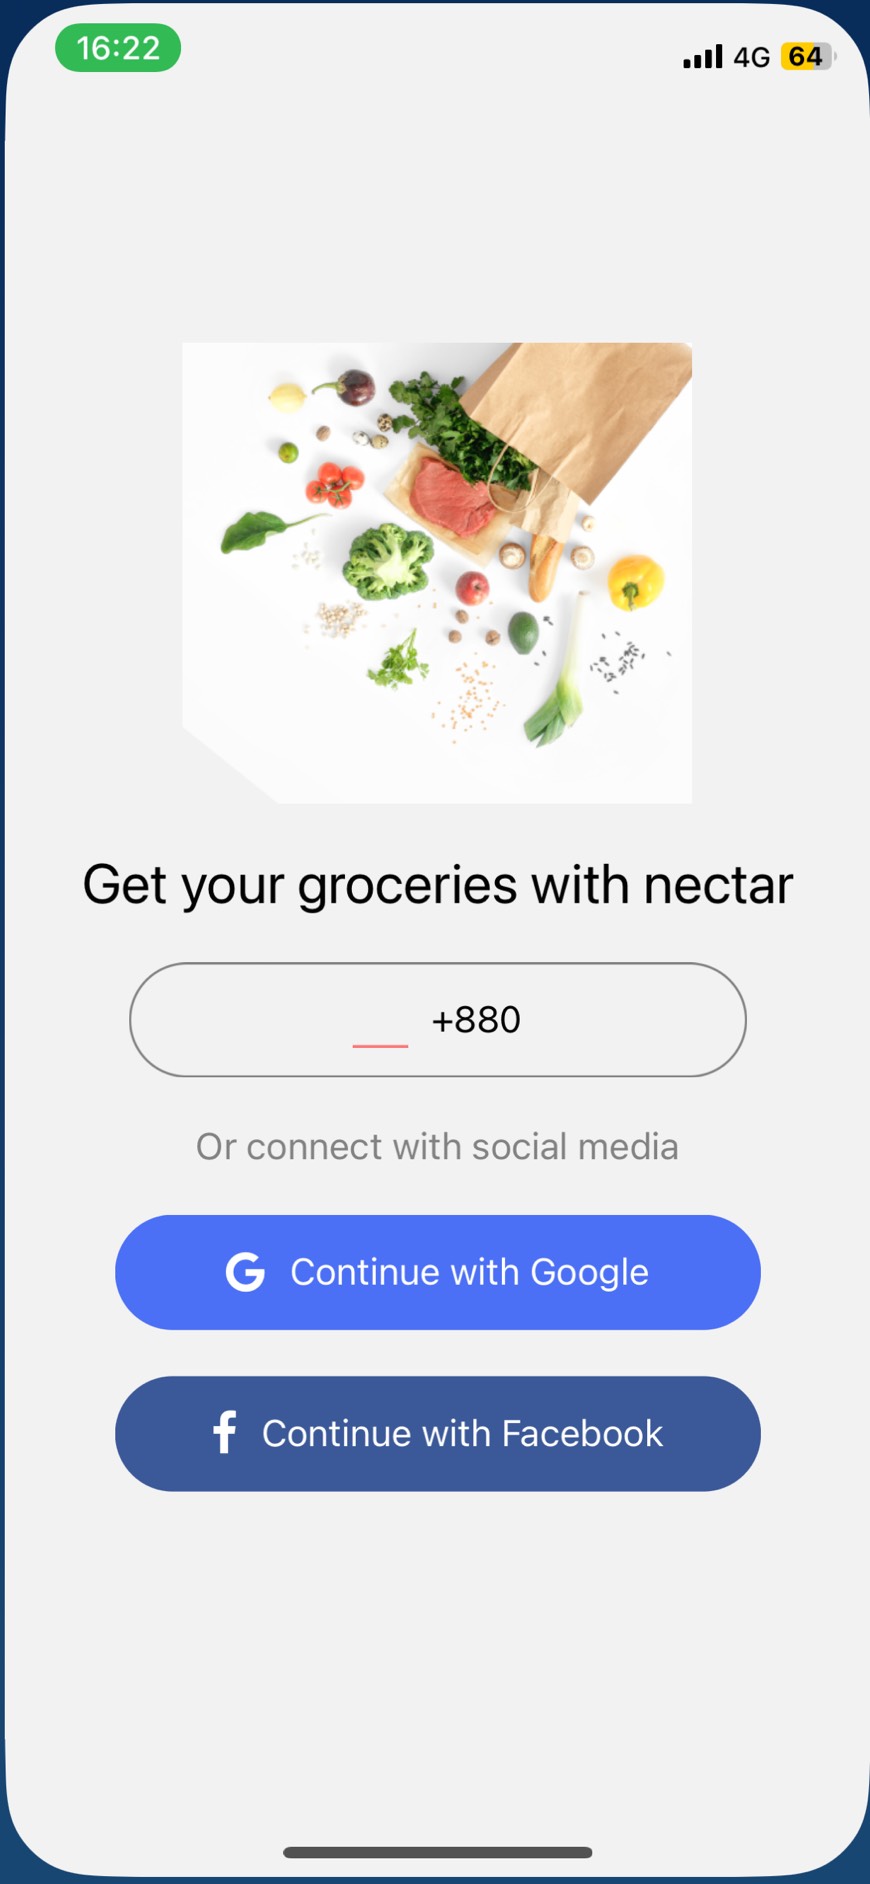 16:22
4G 64
Get your groceries with nectar
+880
Or connect with social media
G Continue with Google
f Continue with Facebook